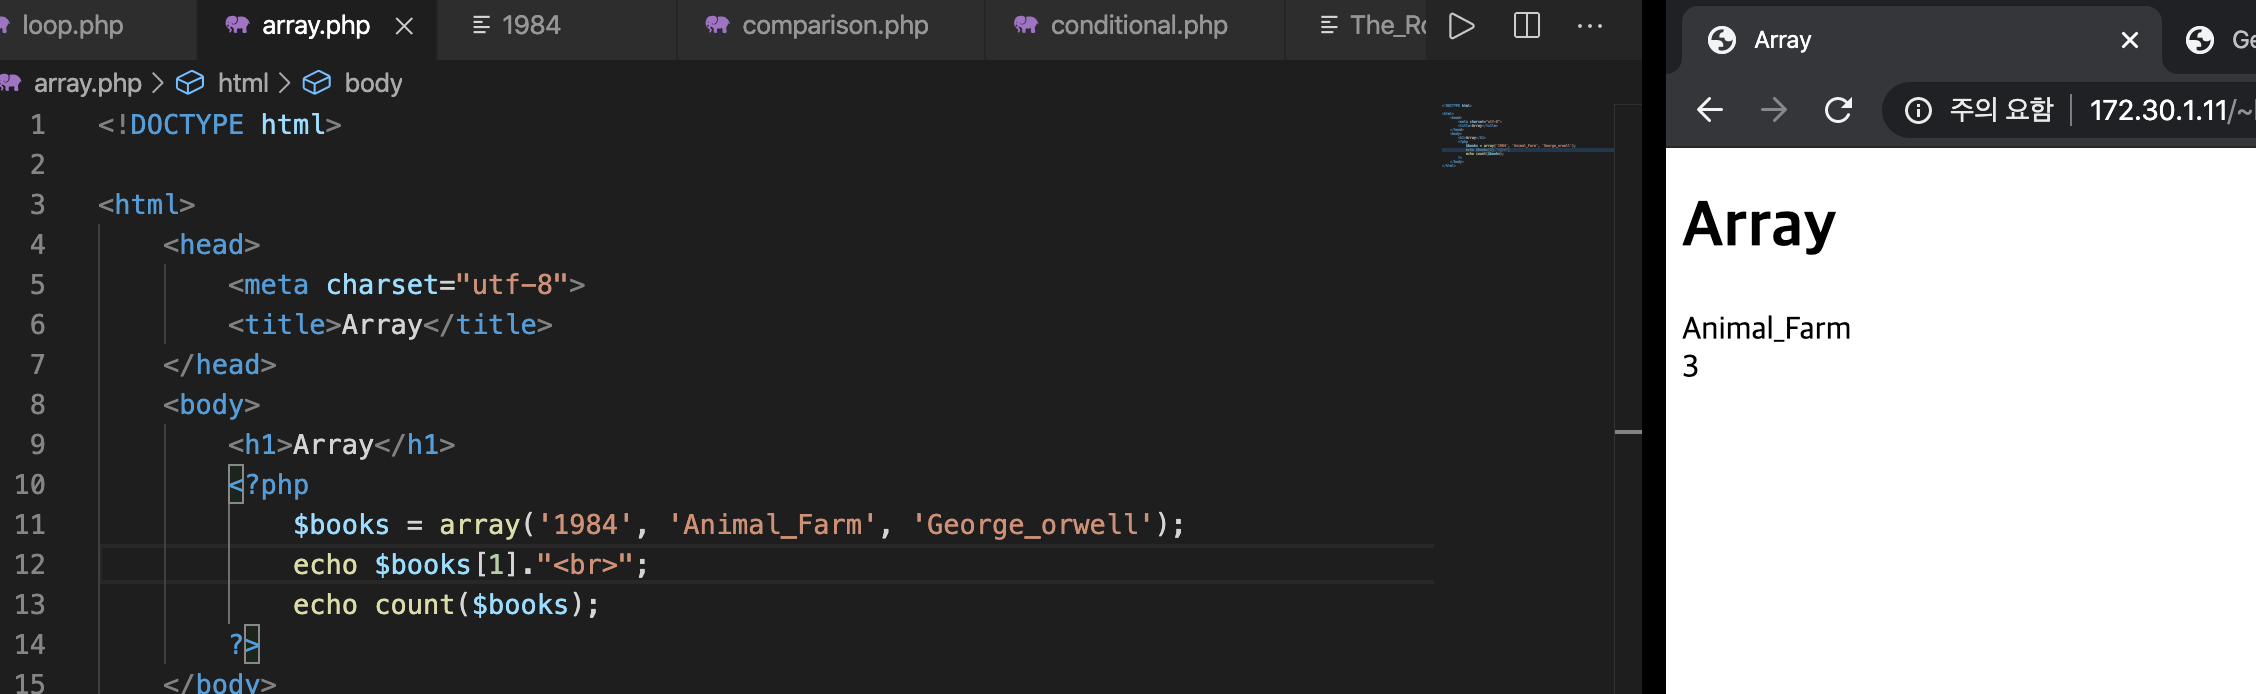 loop.php
array.php
1984
comparison.php
conditional.php
array.php > html > body
1 <!DOCTYPE html>
2
3 <html>
4 <head>
5 <meta charset="utf-8">
6 <title>Array</title>
7 </head>
8 <body>
9 <h1>Array</h1>
10 <?php
11 $books = array('1984', 'Animal_Farm', 'George_orwell');
12 echo $books[1]."<br>";
13 echo count($books);
14 ?>
15 </body>
Array
주의 요함
172.30.1.11/~
Array
Animal_Farm
3